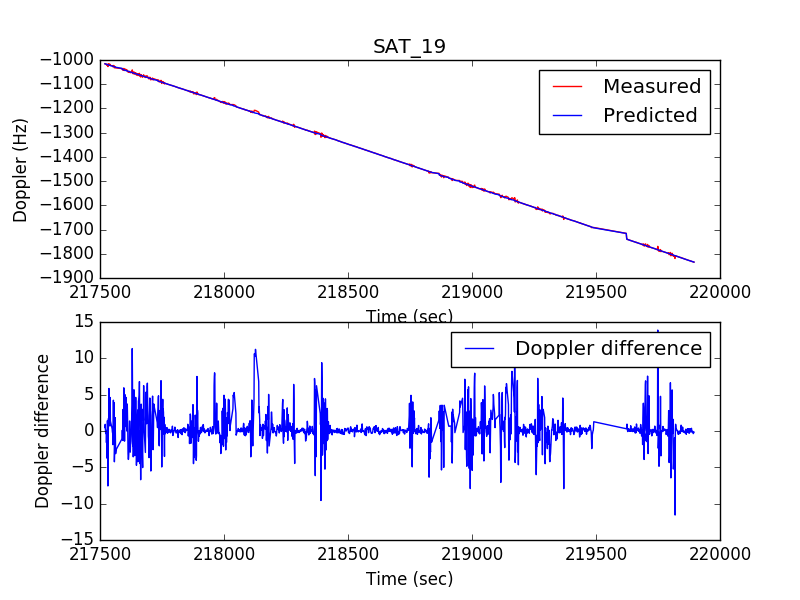 SAT_19
−1000
−1100
−1200
−1300
−1400
−1500
−1600
−1700
−1800
−1900
Doppler (Hz)
Measured
Predicted
217500 218000 218500 219000 219500 220000
Time (sec)
15
10
5
0
−5
−10
−15
Doppler difference
Doppler difference
217500 218000 218500 219000 219500 220000
Time (sec)